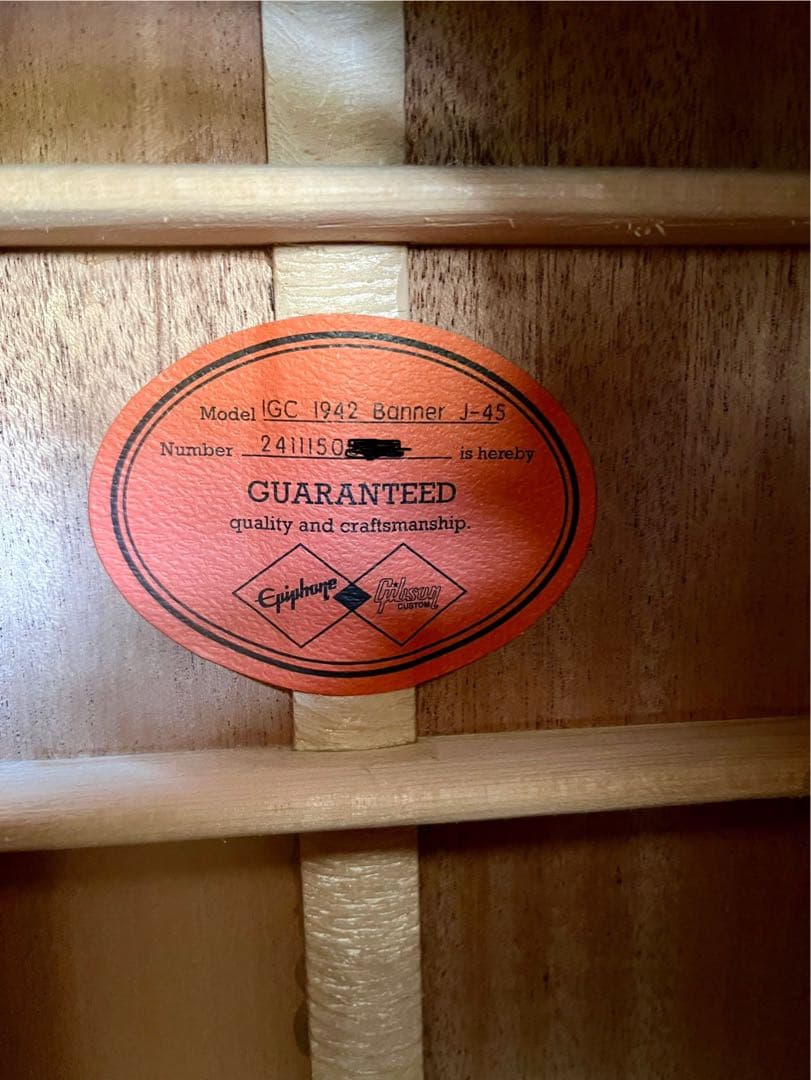 Model IGC 1942 Banner J-45
Number 2411150 is hereby
GUARANTEED
quality and craftsmanship.
Epiphone Gibson
CUSTOM